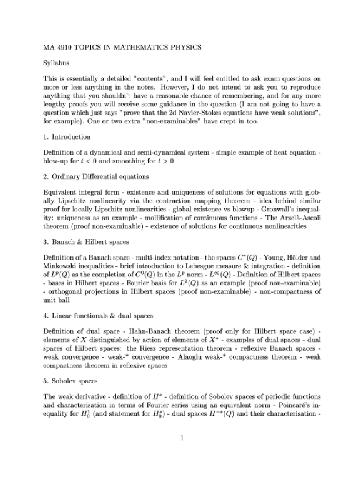 MA 4910 TOPICS IN MATHEMATICS PHYSICS
Syllabus
This is essentially a detailed "contents", and I will feel entitled to ask exam questions on
more or less anything in the notes. However, I do not intend to ask you to reproduce
anything that you shouldn't have a reasonable chance of remembering, and for any more
lengthy proofs you will receive some guidance in the question (I am not going to have a
question which just says "prove that the 2d Navier-Stokes equations have weak solutions",
for example). One or two extra "non-examinables" have crept in too.
1. Introduction
Definition of a dynamical and semi-dynamical system - simple example of heat equation -
blow-up for t < 0 and smoothing for t > 0
2. Ordinary Differential equations
Equivalent integral form - existence and uniqueness of solutions for equations with glob-
ally Lipschitz nonlinearity via the contraction mapping theorem - idea behind similar
proof for locally Lipschitz nonlinearities - global existence vs blowup - Gronwall's inequal-
ity: uniqueness as an example - mollification of continuous functions - The Arzelà-Ascoli
theorem (proof non-examinable) - existence of solutions for continuous nonlinearities
3. Banach & Hilbert spaces
Definition of a Banach space - multi-index notation - the spaces C^r(Ω) - Young, Hölder and
Minkowski inequalities - brief introduction to Lebesgue measure & integration - definition
of L^p(Ω) as the completion of C^0(Ω) in the L^p norm - L^∞(Ω) - Definition of Hilbert spaces
- bases in Hilbert spaces - Fourier basis for L^2(Ω) as an example (proof non-examinable)
- orthogonal projections in Hilbert spaces (proof non-examinable) - non-compactness of
unit ball
4. Linear functionals & dual spaces
Definition of dual space - Hahn-Banach theorem (proof only for Hilbert space case) -
elements of X distinguished by action of elements of X* - examples of dual spaces - dual
spaces of Hilbert spaces: the Riesz representation theorem - reflexive Banach spaces -
weak convergence - weak-* convergence - Alaoglu weak-* compactness theorem - weak
compactness theorem in reflexive spaces
5. Sobolev spaces
The weak derivative - definition of H^s - definition of Sobolev spaces of periodic functions
and characterization in terms of Fourier series using an equivalent norm - Poincaré's in-
equality for (and statement for ) - dual spaces and their characterisation -
1